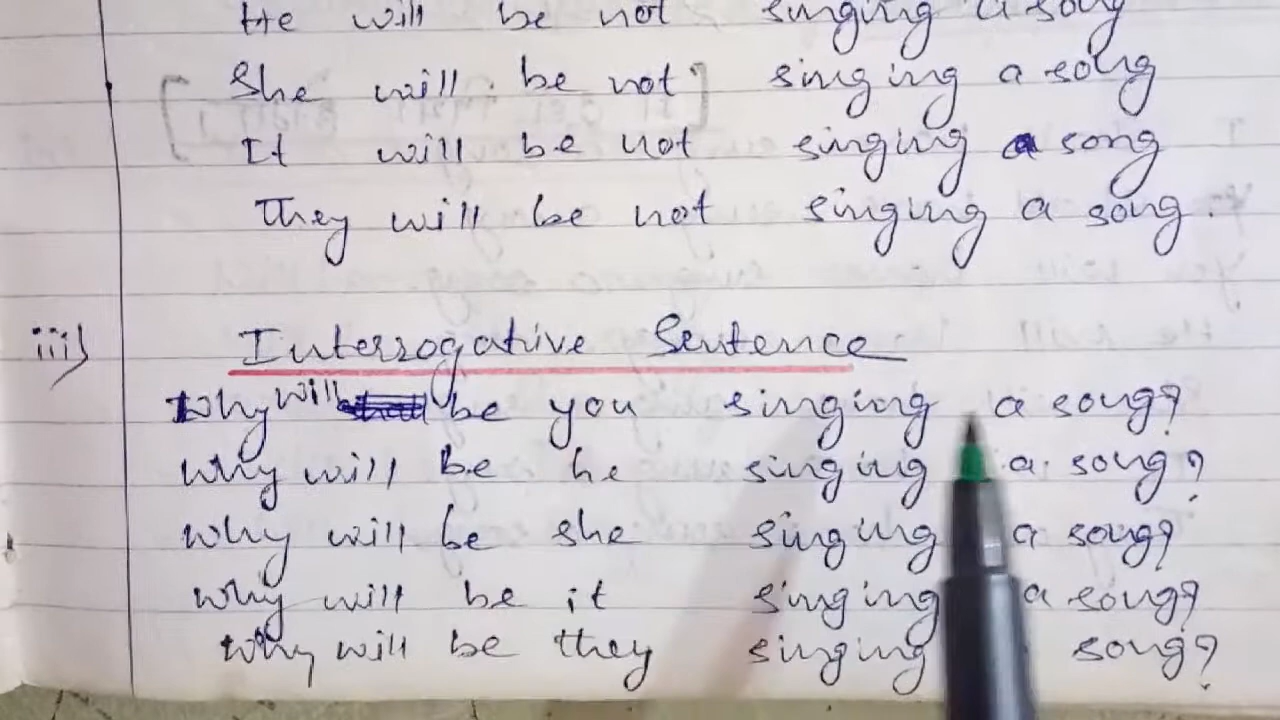 He will be not singing a song
She will be not singing a song
It will be not singing a song
They will be not singing a song.
iii) Interrogative Sentence
Why will be you singing a song?
Why will be he singing a song?
Why will be she singing a song?
Why will be it singing a song?
Why will be they singing song?